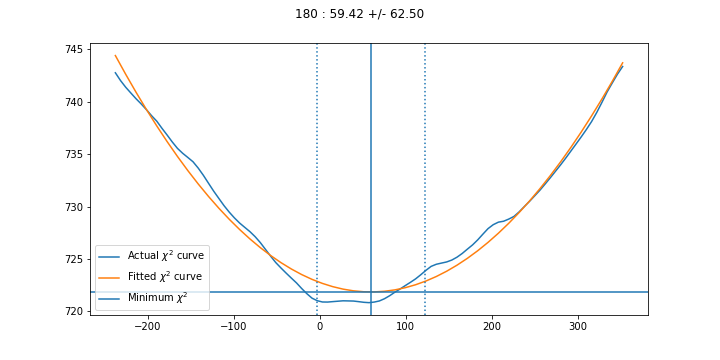 180 : 59.42 +/- 62.50
745
740
735
730
725
720
Actual χ² curve
Fitted χ² curve
Minimum χ²
−200 −100 0 100 200 300